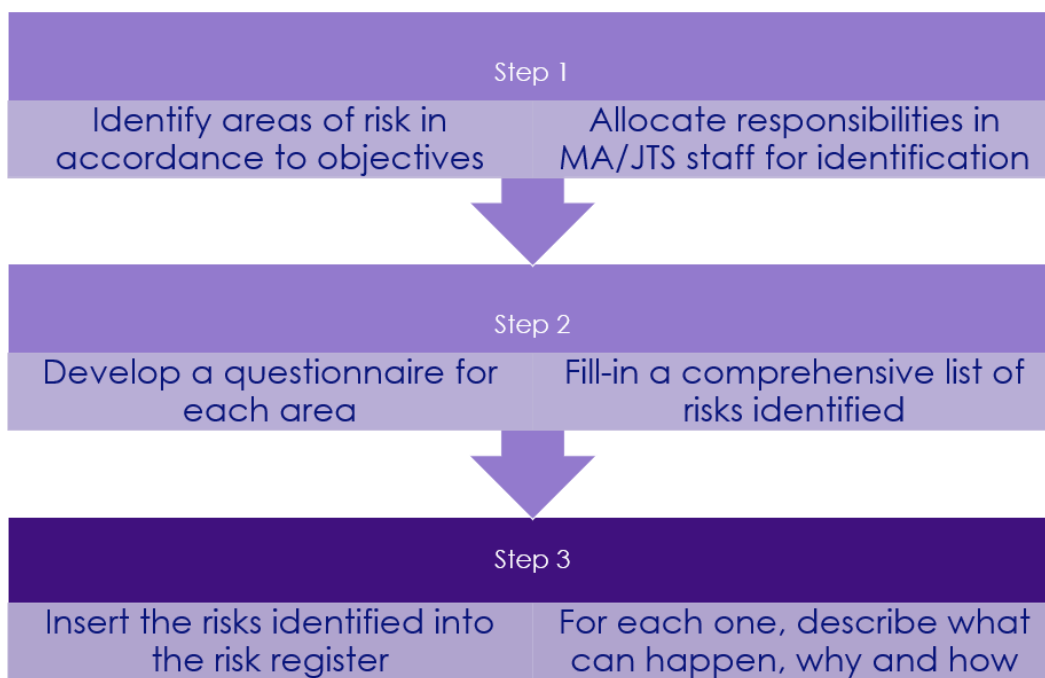 Step 1
Identify areas of risk in
accordance to objectives
Allocate responsibilities in
MA/JTS staff for identification
Step 2
Develop a questionnaire for
each area
Fill-in a comprehensive list of
risks identified
Step 3
Insert the risks identified into
the risk register
For each one, describe what
can happen, why and how